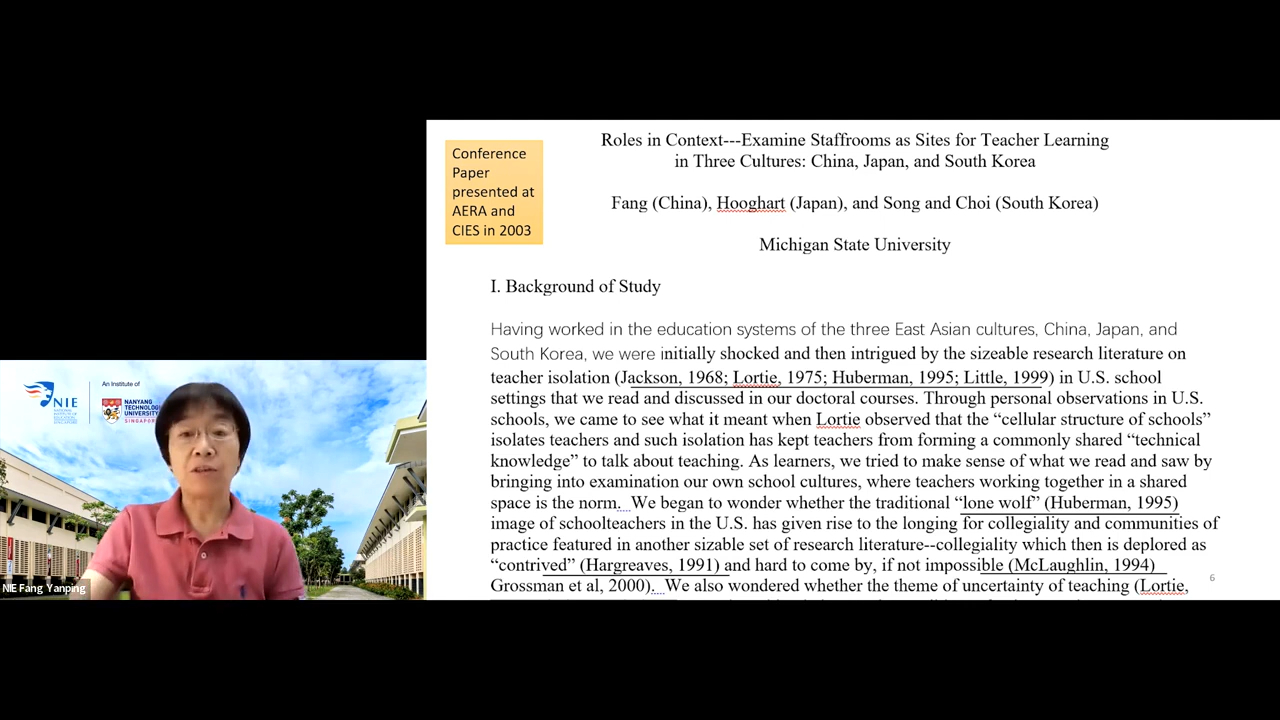 Conference
Paper
presented at
AERA and
CIES in 2003
Roles in Context---Examine Staffrooms as Sites for Teacher Learning
in Three Cultures: China, Japan, and South Korea
Fang (China), Hooghart (Japan), and Song and Choi (South Korea)
Michigan State University
I. Background of Study
Having worked in the education systems of the three East Asian cultures, China, Japan, and
South Korea, we were initially shocked and then intrigued by the sizeable research literature on
teacher isolation (Jackson, 1968; Lortie, 1975; Huberman, 1995; Little, 1999) in U.S. school
settings that we read and discussed in our doctoral courses. Through personal observations in U.S.
schools, we came to see what it meant when Lortie observed that the “cellular structure of schools”
isolates teachers and such isolation has kept teachers from forming a commonly shared “technical
knowledge” to talk about teaching. As learners, we tried to make sense of what we read and saw by
bringing into examination our own school cultures, where teachers working together in a shared
space is the norm. We began to wonder whether the traditional “lone wolf” (Huberman, 1995)
image of schoolteachers in the U.S. has given rise to the longing for collegiality and communities of
practice featured in another sizable set of research literature--collegiality which then is deplored as
“contrived” (Hargreaves, 1991) and hard to come by, if not impossible (McLaughlin, 1994)
Grossman et al, 2000). We also wondered whether the theme of uncertainty of teaching (Lortie,
6
An Institute of
NIE
NANYANG
TECHNOLOGICAL
UNIVERSITY
SINGAPORE
NIE Fang Yanping